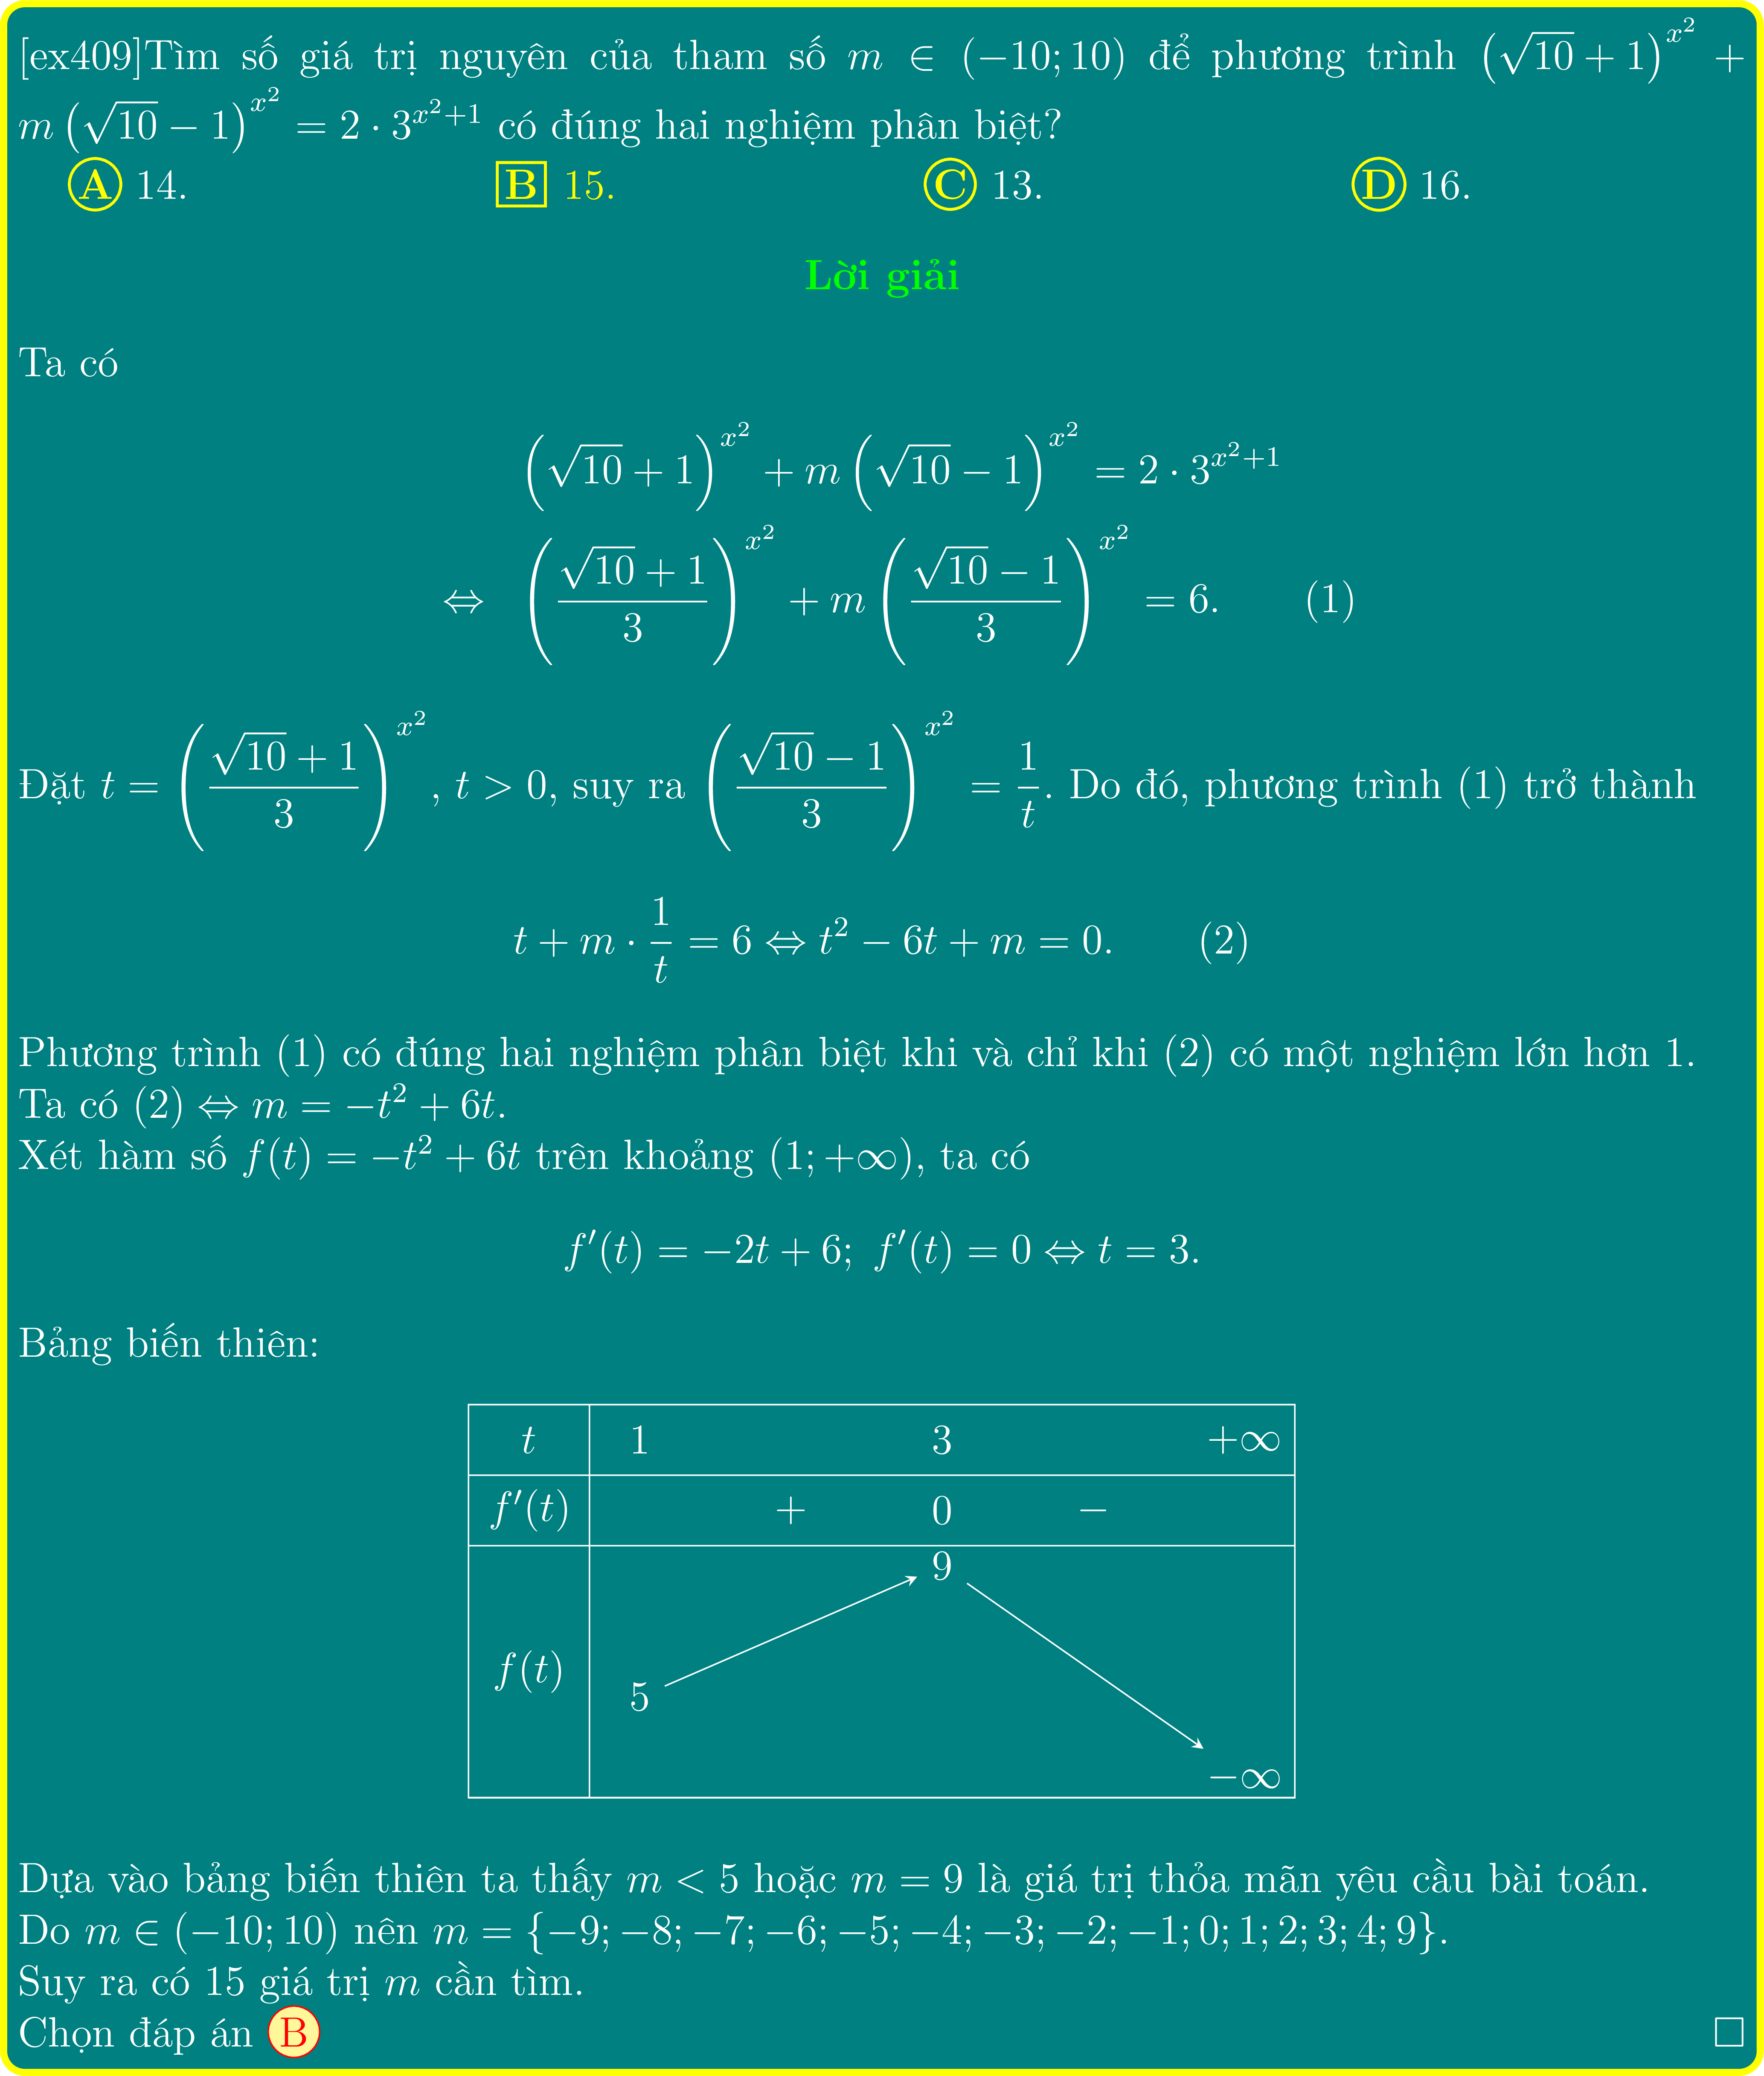 [ex409]Tìm số giá trị nguyên của tham số $m \in (-10; 10)$ để phương trình $\left(\sqrt{10}+1\right)^{x^2} +$
$m\left(\sqrt{10}-1\right)^{x^2} = 2 \cdot 3^{x^2+1}$ có đúng hai nghiệm phân biệt?
A 14. B 15. C 13. D 16.
Lời giải
Ta có
$\left(\sqrt{10}+1\right)^{x^2} + m\left(\sqrt{10}-1\right)^{x^2} = 2 \cdot 3^{x^2+1}$
$\Leftrightarrow \left(\frac{\sqrt{10}+1}{3}\right)^{x^2} + m\left(\frac{\sqrt{10}-1}{3}\right)^{x^2} = 6. \quad (1)$
Đặt $t = \left(\frac{\sqrt{10}+1}{3}\right)^{x^2}$, $t > 0$, suy ra $\left(\frac{\sqrt{10}-1}{3}\right)^{x^2} = \frac{1}{t}$. Do đó, phương trình (1) trở thành
$t + m \cdot \frac{1}{t} = 6 \Leftrightarrow t^2 - 6t + m = 0. \quad (2)$
Phương trình (1) có đúng hai nghiệm phân biệt khi và chỉ khi (2) có một nghiệm lớn hơn 1.
Ta có (2) $\Leftrightarrow m = -t^2 + 6t$.
Xét hàm số $f(t) = -t^2 + 6t$ trên khoảng $(1; +\infty)$, ta có
$f'(t) = -2t + 6; \ f'(t) = 0 \Leftrightarrow t = 3.$
Bảng biến thiên:
$t$ 1 3 $+\infty$
$f'(t)$ + 0 −
9
$f(t)$
5
$-\infty$
Dựa vào bảng biến thiên ta thấy $m < 5$ hoặc $m = 9$ là giá trị thỏa mãn yêu cầu bài toán.
Do $m \in (-10; 10)$ nên $m = \{-9; -8; -7; -6; -5; -4; -3; -2; -1; 0; 1; 2; 3; 4; 9\}$.
Suy ra có 15 giá trị $m$ cần tìm.
Chọn đáp án B □